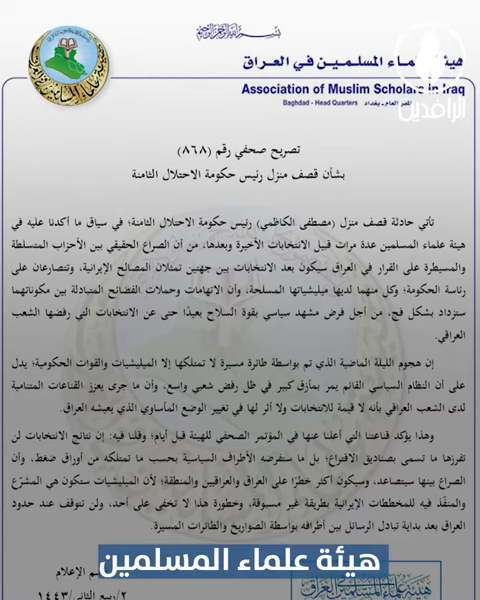 بسم الله الرحمن الرحيم
هيئة علماء المسلمين في العراق
Association of Muslim Scholars in Iraq
Baghdad - Head Quarters المقر العام - بغداد
الرافدين
تصريح صحفي رقم (٨٦٨)
بشأن قصف منزل رئيس حكومة الاحتلال الثامنة
تأتي حادثة قصف منزل (مصطفى الكاظمي) رئيس حكومة الاحتلال الثامنة؛ في سياق ما أكدنا عليه في
هيئة علماء المسلمين عدة مرات قبيل الانتخابات الأخيرة وبعدها، من أن الصراع الحقيقي بين الأحزاب المتسلطة
والمسيطرة على القرار في العراق سيكون بعد الانتخابات بين جهتين تمثلان المصالح الإيرانية، وتتصارعان على
رئاسة الحكومة؛ وكل منهما لديها ميليشياتها المسلحة، وأن الاتهامات وحملات الفضائح المتبادلة بين مكوناتهما
ستزداد بشكل فج، من أجل فرض مشهد سياسي بقوة السلاح بعيدًا حتى عن الانتخابات التي رفضها الشعب
العراقي.
إن هجوم الليلة الماضية الذي تم بواسطة طائرة مسيرة لا تمتلكها إلا الميليشيات والقوات الحكومية؛ يدل
على أن النظام السياسي القائم يمر بمأزق كبير في ظل رفض شعبي واسع، وأن ما جرى يعزز القناعات المتنامية
لدى الشعب العراقي بأنه لا قيمة للانتخابات ولا أثر لها في تغيير الوضع المأساوي الذي يعيشه العراق.
وهذا يؤكد قناعتنا التي أعلنا عنها في المؤتمر الصحفي للهيئة قبل أيام؛ وقلنا فيه: إن نتائج الانتخابات لن
تفرزها ما تسمى بصناديق الاقتراع؛ بل ما ستفرضه الأطراف السياسية بحسب ما تمتلكه من أوراق ضغط، وأن
الصراع بينها سيتصاعد، وسيكون أكثر خطرًا على العراق والعراقيين والمنطقة؛ لأن الميليشيات ستكون هي المشرّع
والمنفّذ فيه للمخططات الإيرانية بطريقة غير مسبوقة، وخطورة هذا لا تخفى على أحد، ولن تتوقف عند حدود
العراق بعد بداية تبادل الرسائل بين أطرافه بواسطة الصواريخ والطائرات المسيرة.
الإعلام
٢/ربيع الثاني/١٤٤٣
هيئة علماء المسلمين في العراق
هيئة علماء المسلمين